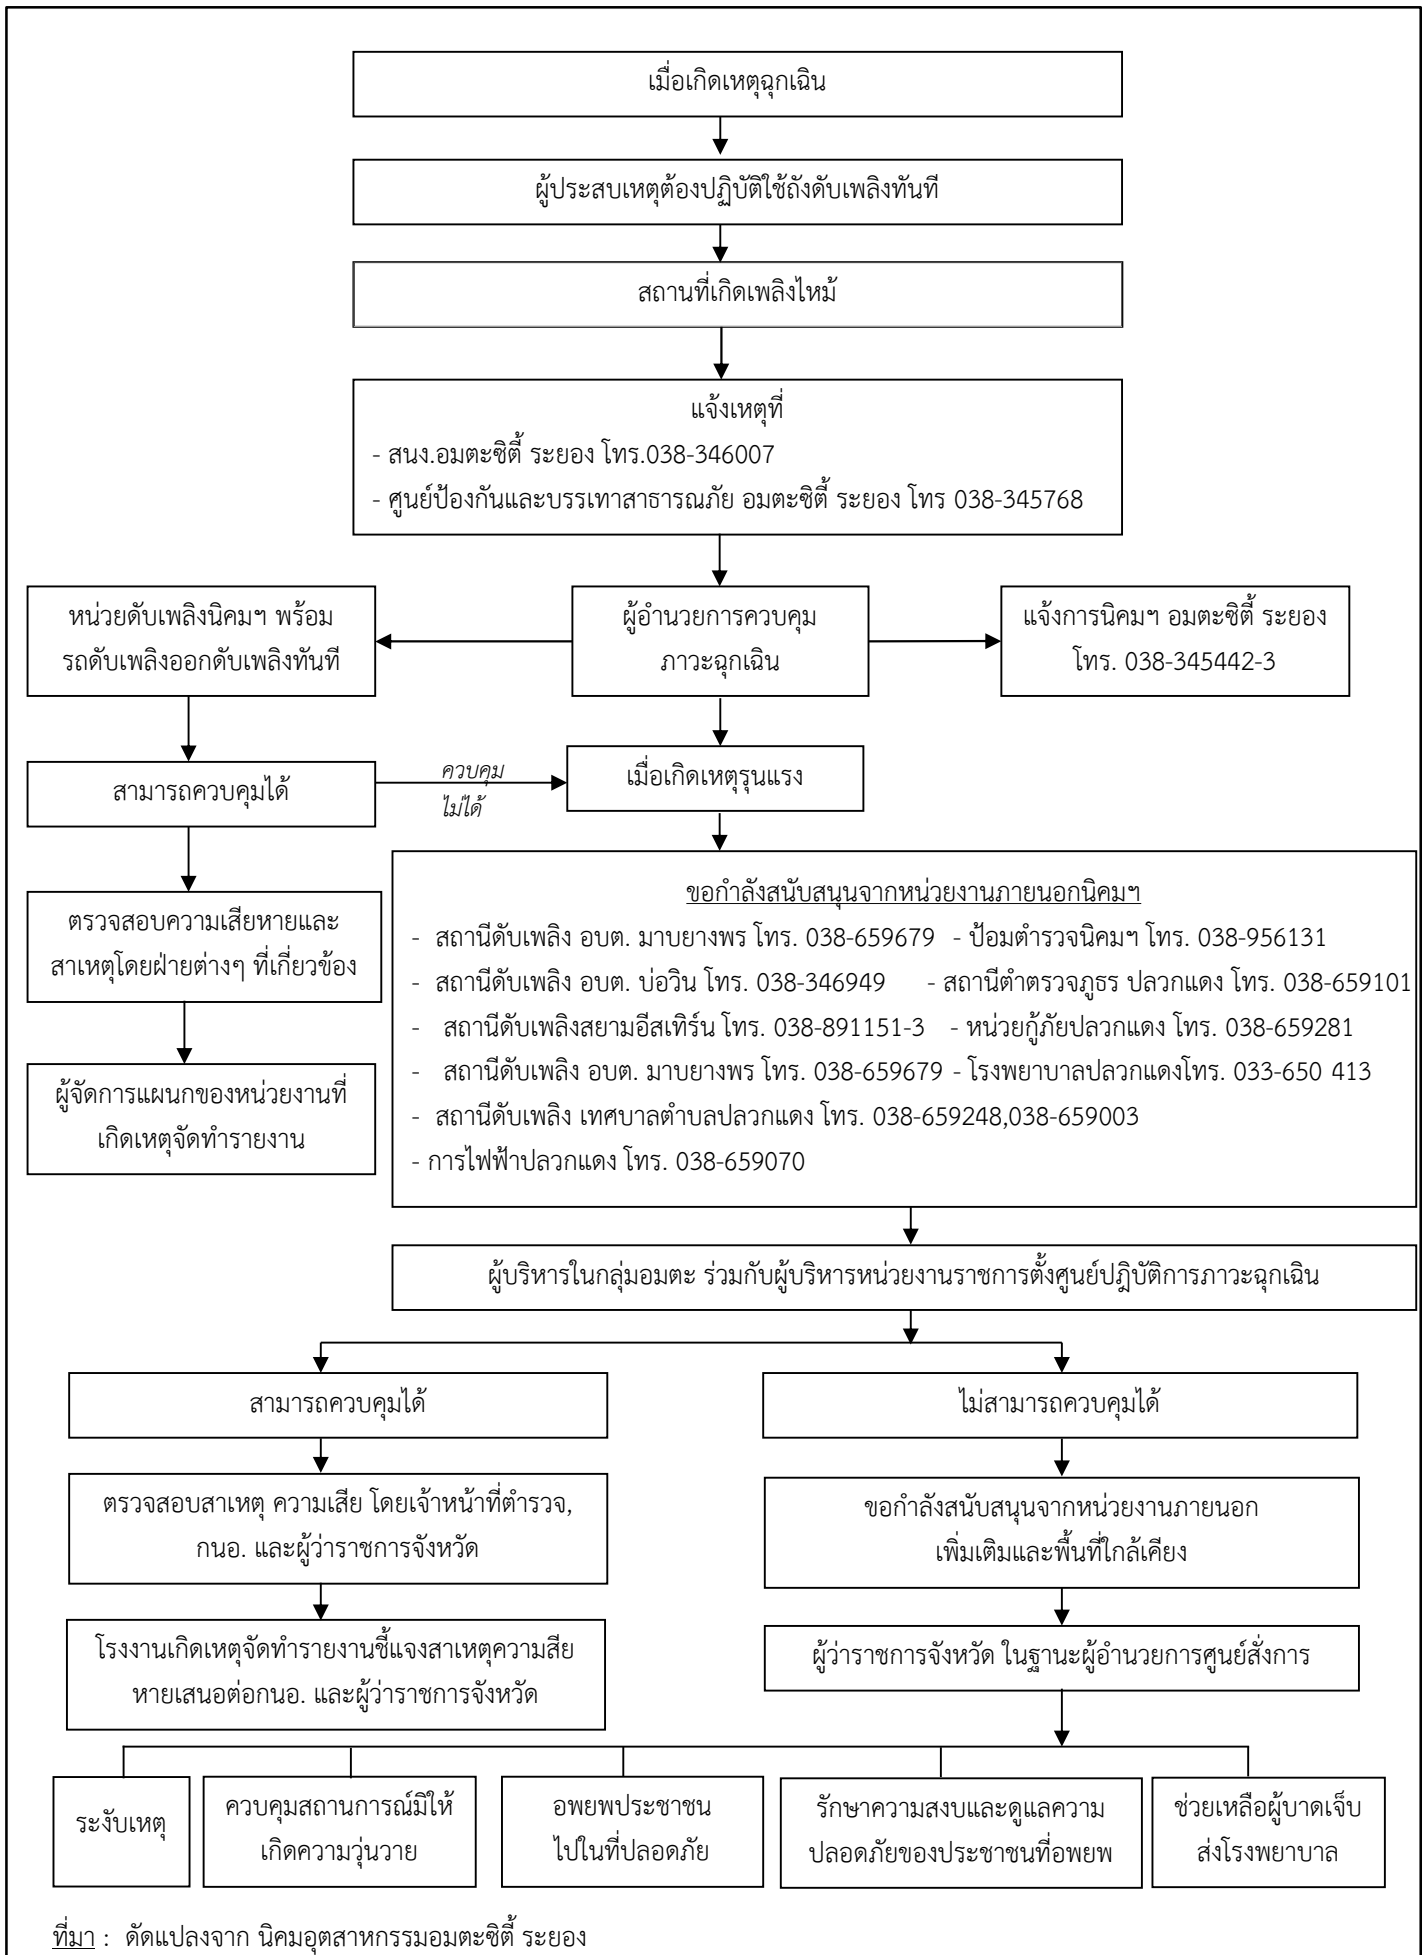 เมื่อเกิดเหตุฉุกเฉิน
ผู้ประสบเหตุต้องปฏิบัติใช้ถังดับเพลิงทันที
สถานที่เกิดเพลิงไหม้
แจ้งเหตุที่
- สนง.อมตะซิตี้ ระยอง โทร.038-346007
- ศูนย์ป้องกันและบรรเทาสาธารณภัย อมตะซิตี้ ระยอง โทร 038-345768
หน่วยดับเพลิงนิคมฯ พร้อม
รถดับเพลิงออกดับเพลิงทันที
ผู้อำนวยการควบคุม
ภาวะฉุกเฉิน
แจ้งการนิคมฯ อมตะซิตี้ ระยอง
โทร. 038-345442-3
สามารถควบคุมได้
ควบคุม
ไม่ได้
เมื่อเกิดเหตุรุนแรง
ตรวจสอบความเสียหายและ
สาเหตุโดยฝ่ายต่างๆ ที่เกี่ยวข้อง
ผู้จัดการแผนกของหน่วยงานที่
เกิดเหตุจัดทำรายงาน
ขอกำลังสนับสนุนจากหน่วยงานภายนอกนิคมฯ
- สถานีดับเพลิง อบต. มาบยางพร โทร. 038-659679 - ป้อมตำรวจนิคมฯ โทร. 038-956131
- สถานีดับเพลิง อบต. บ่อวิน โทร. 038-346949 - สถานีตำตรวจภูธร ปลวกแดง โทร. 038-659101
- สถานีดับเพลิงสยามอีสเทิร์น โทร. 038-891151-3 - หน่วยกู้ภัยปลวกแดง โทร. 038-659281
- สถานีดับเพลิง อบต. มาบยางพร โทร. 038-659679 - โรงพยาบาลปลวกแดงโทร. 033-650 413
- สถานีดับเพลิง เทศบาลตำบลปลวกแดง โทร. 038-659248,038-659003
- การไฟฟ้าปลวกแดง โทร. 038-659070
ผู้บริหารในกลุ่มอมตะ ร่วมกับผู้บริหารหน่วยงานราชการตั้งศูนย์ปฎิบัติการภาวะฉุกเฉิน
สามารถควบคุมได้
ไม่สามารถควบคุมได้
ตรวจสอบสาเหตุ ความเสีย โดยเจ้าหน้าที่ตำรวจ,
กนอ. และผู้ว่าราชการจังหวัด
ขอกำลังสนับสนุนจากหน่วยงานภายนอก
เพิ่มเติมและพื้นที่ใกล้เคียง
โรงงานเกิดเหตุจัดทำรายงานชี้แจงสาเหตุความสีย
หายเสนอต่อกนอ. และผู้ว่าราชการจังหวัด
ผู้ว่าราชการจังหวัด ในฐานะผู้อำนวยการศูนย์สั่งการ
ระงับเหตุ
ควบคุมสถานการณ์มิให้
เกิดความวุ่นวาย
อพยพประชาชน
ไปในที่ปลอดภัย
รักษาความสงบและดูแลความ
ปลอดภัยของประชาชนที่อพยพ
ช่วยเหลือผู้บาดเจ็บ
ส่งโรงพยาบาล
ที่มา : ดัดแปลงจาก นิคมอุตสาหกรรมอมตะซิตี้ ระยอง